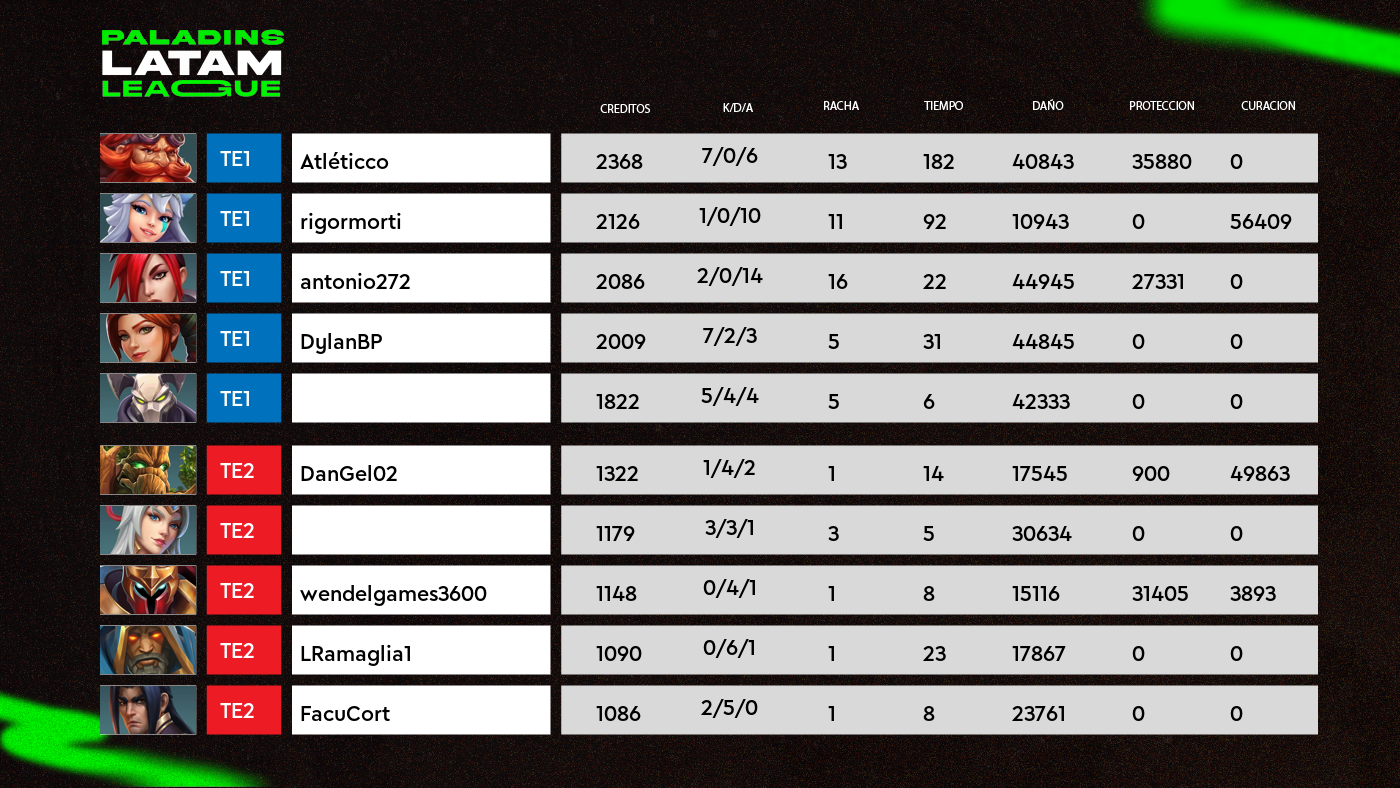 PALADINS
LATAM
LEAGUE
CREDITOS K/D/A RACHA TIEMPO DAÑO PROTECCION CURACION
TE1 Atléticco 2368 7/0/6 13 182 40843 35880 0
TE1 rigormorti 2126 1/0/10 11 92 10943 0 56409
TE1 antonio272 2086 2/0/14 16 22 44945 27331 0
TE1 DylanBP 2009 7/2/3 5 31 44845 0 0
TE1 1822 5/4/4 5 6 42333 0 0
TE2 DanGel02 1322 1/4/2 1 14 17545 900 49863
TE2 1179 3/3/1 3 5 30634 0 0
TE2 wendelgames3600 1148 0/4/1 1 8 15116 31405 3893
TE2 LRamaglia1 1090 0/6/1 1 23 17867 0 0
TE2 FacuCort 1086 2/5/0 1 8 23761 0 0